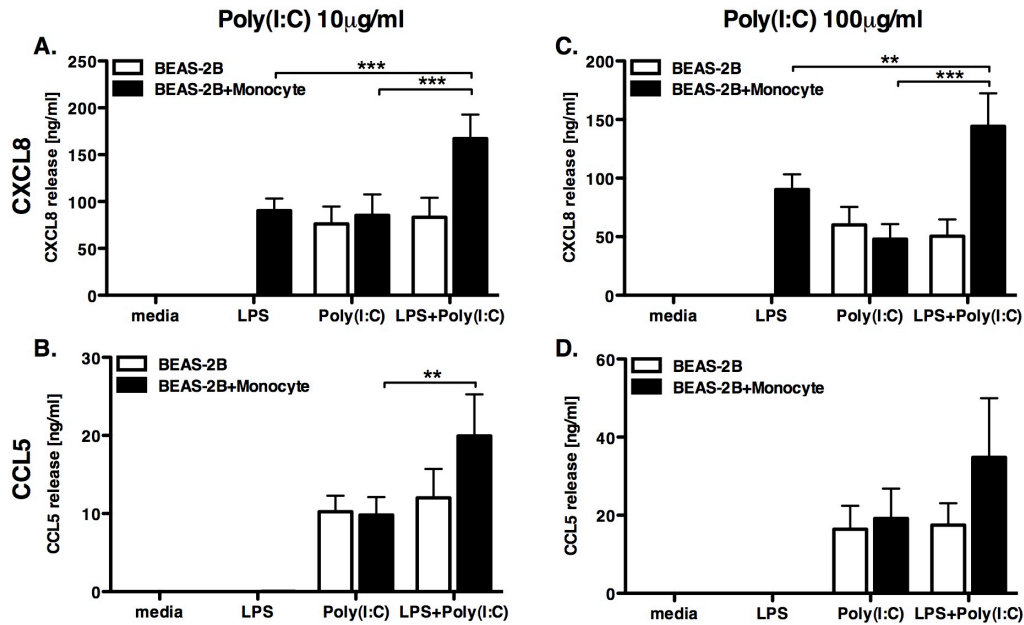 Poly(I:C) 10μg/ml
Poly(I:C) 100μg/ml
A.
CXCL8
CXCL8 release [ng/ml]
250
200
150
100
50
0
BEAS-2B
BEAS-2B+Monocyte
***
***
media LPS Poly(I:C) LPS+Poly(I:C)
C.
CXCL8 release [ng/ml]
200
150
100
50
0
BEAS-2B
BEAS-2B+Monocyte
**
***
media LPS Poly(I:C) LPS+Poly(I:C)
B.
CCL5
CCL5 release [ng/ml]
30
20
10
0
BEAS-2B
BEAS-2B+Monocyte
**
media LPS Poly(I:C) LPS+Poly(I:C)
D.
CCL5 release [ng/ml]
60
40
20
0
BEAS-2B
BEAS-2B+Monocyte
media LPS Poly(I:C) LPS+Poly(I:C)